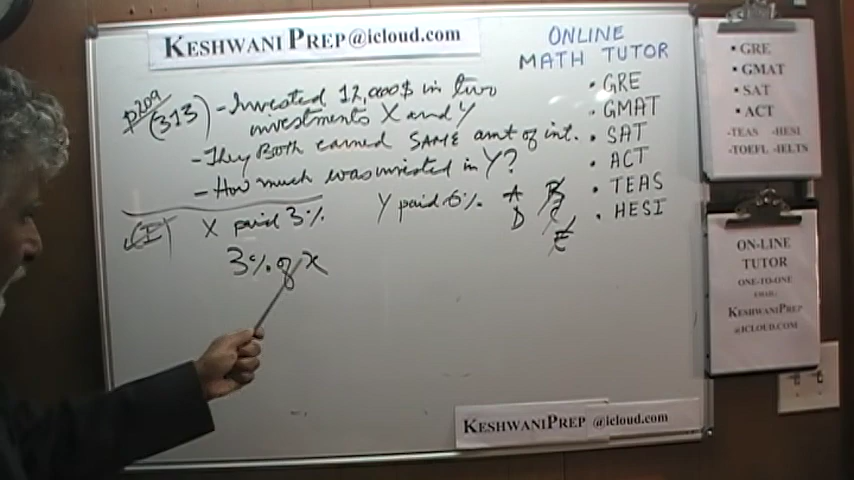 KESHWANI PREP@icloud.com
p209
(313) - Invested 12,000$ in two
investments X and Y
- They Both earned SAME amt of int.
- How much was invested in Y?
(I) X paid 3% Y paid 6%
3% of x
A B
D C
E
ONLINE
MATH TUTOR
• GRE
• GMAT
• SAT
• ACT
• TEAS
• HESI
▪ GRE
▪ GMAT
▪ SAT
▪ ACT
-TEAS -HESI
-TOEFL -IELTS
ON-LINE
TUTOR
ONE-TO-ONE
EMAIL:
KESHWANIPREP
@ICLOUD.COM
KESHWANIPREP @icloud.com